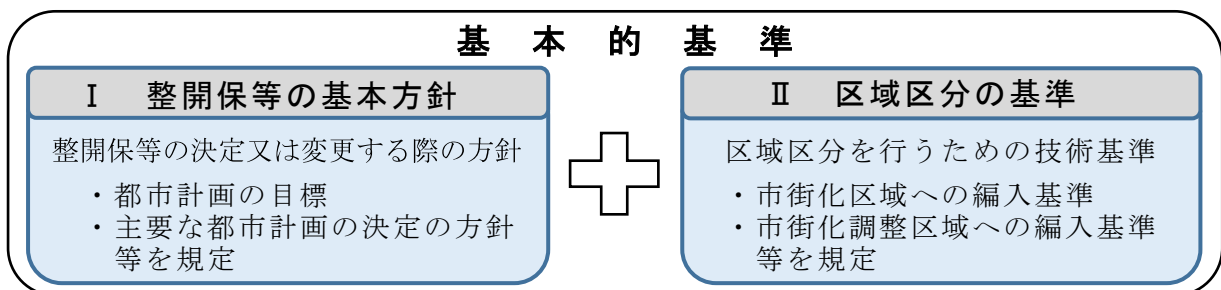 基本的基準
Ⅰ 整開保等の基本方針
整開保等の決定又は変更する際の方針
・都市計画の目標
・主要な都市計画の決定の方針
等を規定
Ⅱ 区域区分の基準
区域区分を行うための技術基準
・市街化区域への編入基準
・市街化調整区域への編入基準
等を規定